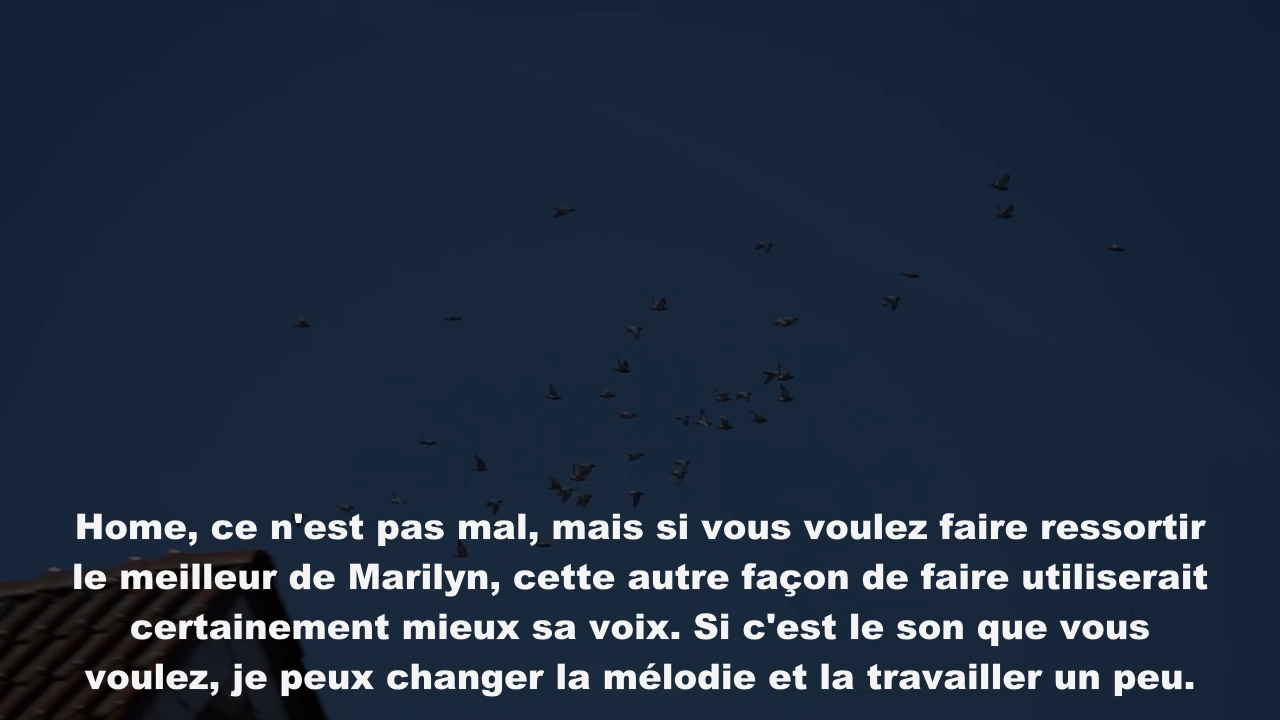 Home, ce n'est pas mal, mais si vous voulez faire ressortir
le meilleur de Marilyn, cette autre façon de faire utiliserait
certainement mieux sa voix. Si c'est le son que vous
voulez, je peux changer la mélodie et la travailler un peu.